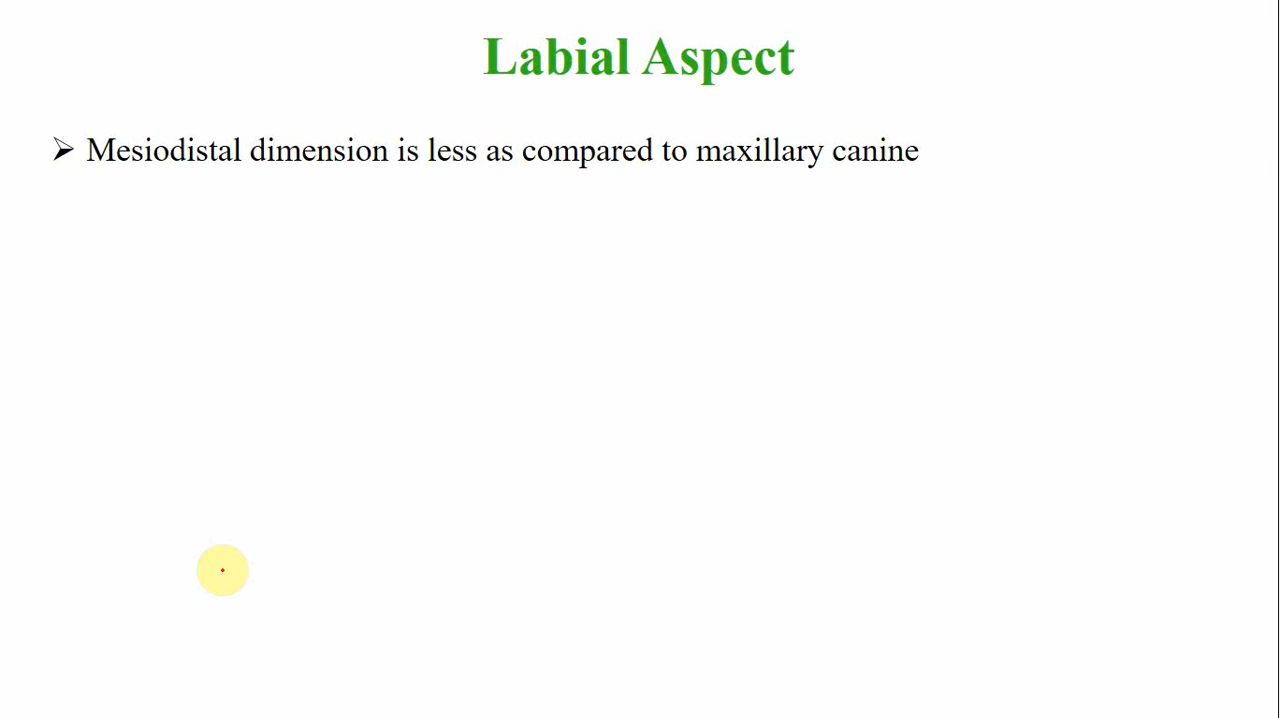 Labial Aspect
➢ Mesiodistal dimension is less as compared to maxillary canine